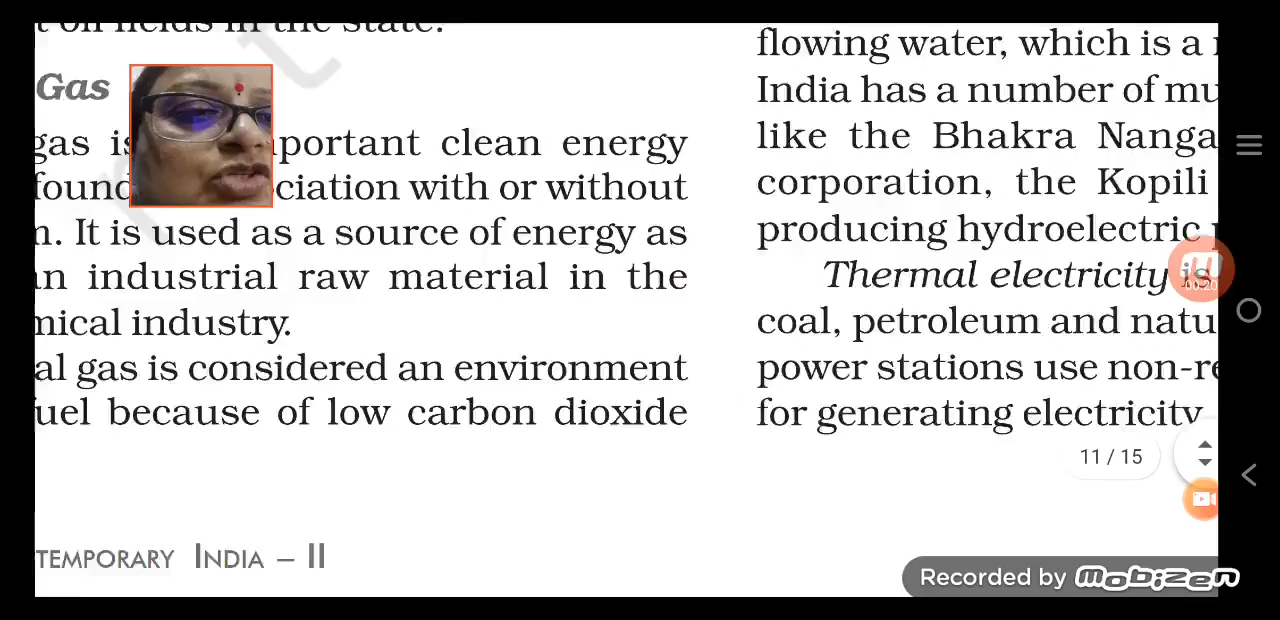 t oil fields in the state.
Gas
gas is portant clean energy
found ciation with or without
n. It is used as a source of energy as
an industrial raw material in the
mical industry.
al gas is considered an environment
fuel because of low carbon dioxide
TEMPORARY INDIA – II
flowing water, which is a
India has a number of mu
like the Bhakra Nanga
corporation, the Kopili
producing hydroelectric
Thermal electricity is
coal, petroleum and natu
power stations use non-re
for generating electricity
00:20
11 / 15
Recorded by Mobizen